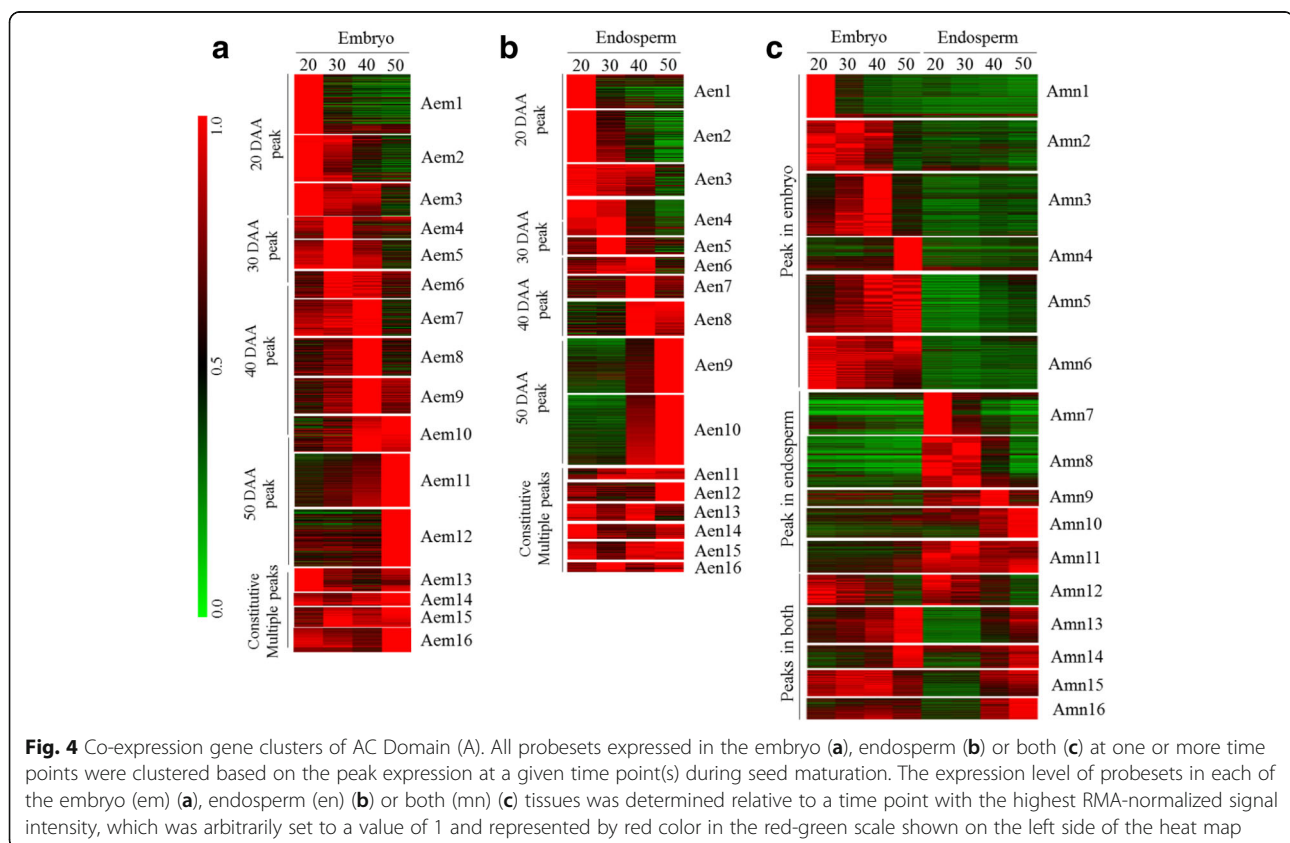 a
Embryo
20 30 40 50
1.0
0.5
0.0
20 DAA
peak
30 DAA
peak
40 DAA
peak
50 DAA
peak
Constitutive
Multiple peaks
Aem1
Aem2
Aem3
Aem4
Aem5
Aem6
Aem7
Aem8
Aem9
Aem10
Aem11
Aem12
Aem13
Aem14
Aem15
Aem16
b
Endosperm
20 30 40 50
20 DAA
peak
30 DAA
peak
40 DAA
peak
50 DAA
peak
Constitutive
Multiple peaks
Aen1
Aen2
Aen3
Aen4
Aen5
Aen6
Aen7
Aen8
Aen9
Aen10
Aen11
Aen12
Aen13
Aen14
Aen15
Aen16
c
Embryo Endosperm
20 30 40 50 20 30 40 50
Peak in embryo
Peak in endosperm
Peaks in both
Amn1
Amn2
Amn3
Amn4
Amn5
Amn6
Amn7
Amn8
Amn9
Amn10
Amn11
Amn12
Amn13
Amn14
Amn15
Amn16
Fig. 4 Co-expression gene clusters of AC Domain (A). All probesets expressed in the embryo (a), endosperm (b) or both (c) at one or more time
points were clustered based on the peak expression at a given time point(s) during seed maturation. The expression level of probesets in each of
the embryo (em) (a), endosperm (en) (b) or both (mn) (c) tissues was determined relative to a time point with the highest RMA-normalized signal
intensity, which was arbitrarily set to a value of 1 and represented by red color in the red-green scale shown on the left side of the heat map